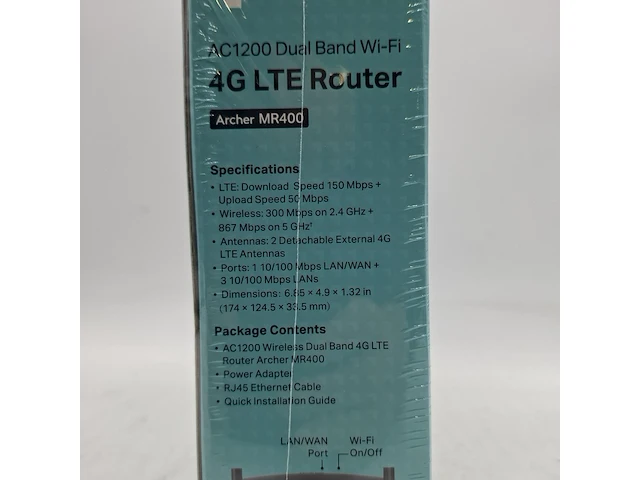 AC1200 Dual Band Wi-Fi
4G LTE Router
Archer MR400
Specifications
• LTE: Download Speed 150 Mbps +
Upload Speed 50 Mbps
• Wireless: 300 Mbps on 2.4 GHz +
867 Mbps on 5 GHz†
• Antennas: 2 Detachable External 4G
LTE Antennas
• Ports: 1 10/100 Mbps LAN/WAN +
3 10/100 Mbps LANs
• Dimensions: 6.85 × 4.9 × 1.32 in
(174 × 124.5 × 33.5 mm)
Package Contents
• AC1200 Wireless Dual Band 4G LTE
Router Archer MR400
• Power Adapter
• RJ45 Ethernet Cable
• Quick Installation Guide
LAN/WAN Wi-Fi
Port On/Off